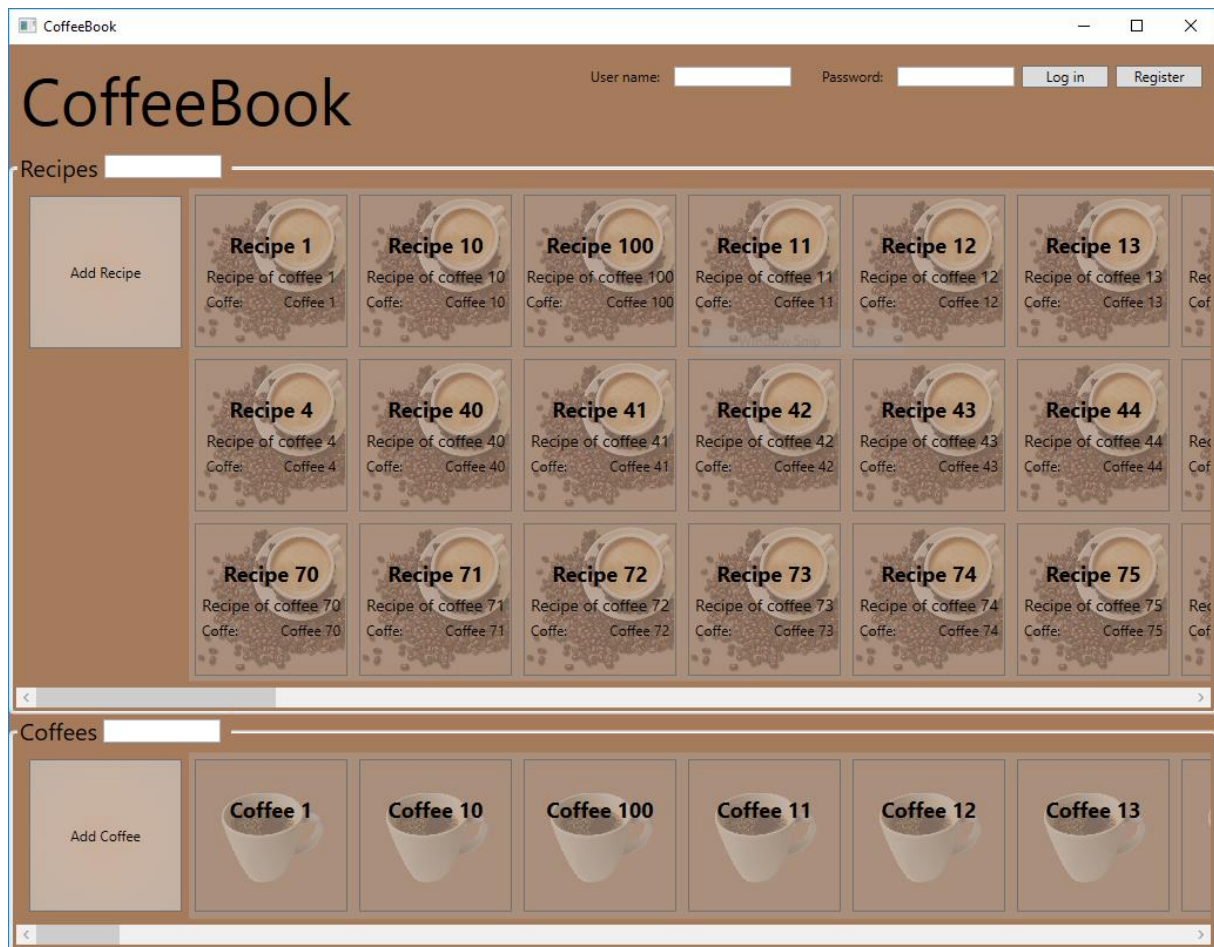 CoffeeBook
User name: Password: Log in Register
CoffeeBook
Recipes
Add Recipe
Recipe 1 Recipe 10 Recipe 100 Recipe 11 Recipe 12 Recipe 13
Recipe of coffee 1 Recipe of coffee 10 Recipe of coffee 100 Recipe of coffee 11 Recipe of coffee 12 Recipe of coffee 13 Rec
Coffe: Coffee 1 Coffe: Coffee 10 Coffe: Coffee 100 Coffe: Coffee 11 Coffe: Coffee 12 Coffe: Coffee 13 Cof
Window Snip
Recipe 4 Recipe 40 Recipe 41 Recipe 42 Recipe 43 Recipe 44
Recipe of coffee 4 Recipe of coffee 40 Recipe of coffee 41 Recipe of coffee 42 Recipe of coffee 43 Recipe of coffee 44 Rec
Coffe: Coffee 4 Coffe: Coffee 40 Coffe: Coffee 41 Coffe: Coffee 42 Coffe: Coffee 43 Coffe: Coffee 44 Cof
Recipe 70 Recipe 71 Recipe 72 Recipe 73 Recipe 74 Recipe 75
Recipe of coffee 70 Recipe of coffee 71 Recipe of coffee 72 Recipe of coffee 73 Recipe of coffee 74 Recipe of coffee 75 Rec
Coffe: Coffee 70 Coffe: Coffee 71 Coffe: Coffee 72 Coffe: Coffee 73 Coffe: Coffee 74 Coffe: Coffee 75 Cof
Coffees
Add Coffee
Coffee 1 Coffee 10 Coffee 100 Coffee 11 Coffee 12 Coffee 13